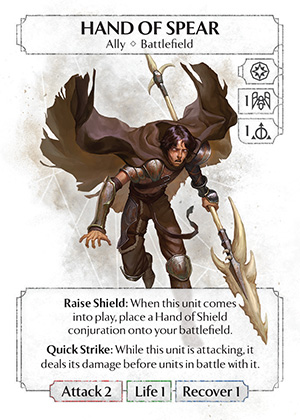 HAND OF SPEAR
Ally ⟡ Battlefield
1
1
Raise Shield: When this unit comes
into play, place a Hand of Shield
conjuration onto your battlefield.
Quick Strike: While this unit is attacking, it
deals its damage before units in battle with it.
Attack 2 Life 1 Recover 1